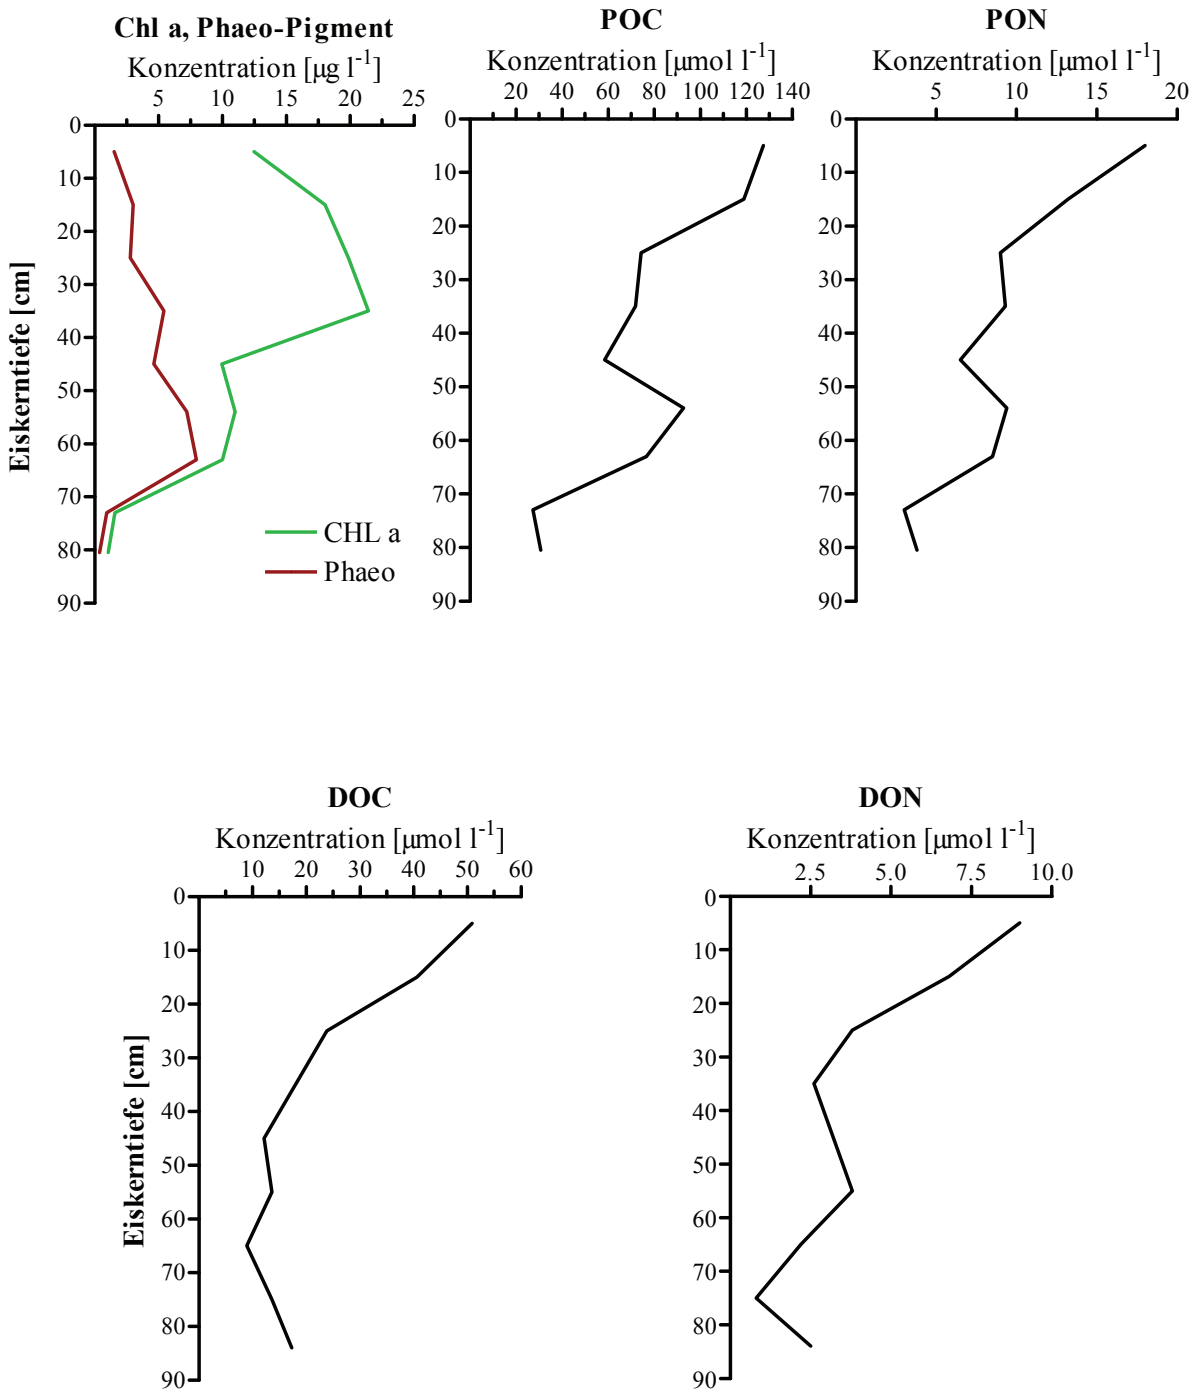 Chl a, Phaeo-Pigment
Konzentration [µg l⁻¹]
5 10 15 20 25
0
10
20
30
40
50
60
70
80
90
Eiskerntiefe [cm]
CHL a
Phaeo
POC
Konzentration [µmol l⁻¹]
20 40 60 80 100 120 140
0
10
20
30
40
50
60
70
80
90
PON
Konzentration [µmol l⁻¹]
5 10 15 20
0
10
20
30
40
50
60
70
80
90
DOC
Konzentration [µmol l⁻¹]
10 20 30 40 50 60
0
10
20
30
40
50
60
70
80
90
Eiskerntiefe [cm]
DON
Konzentration [µmol l⁻¹]
2.5 5.0 7.5 10.0
0
10
20
30
40
50
60
70
80
90